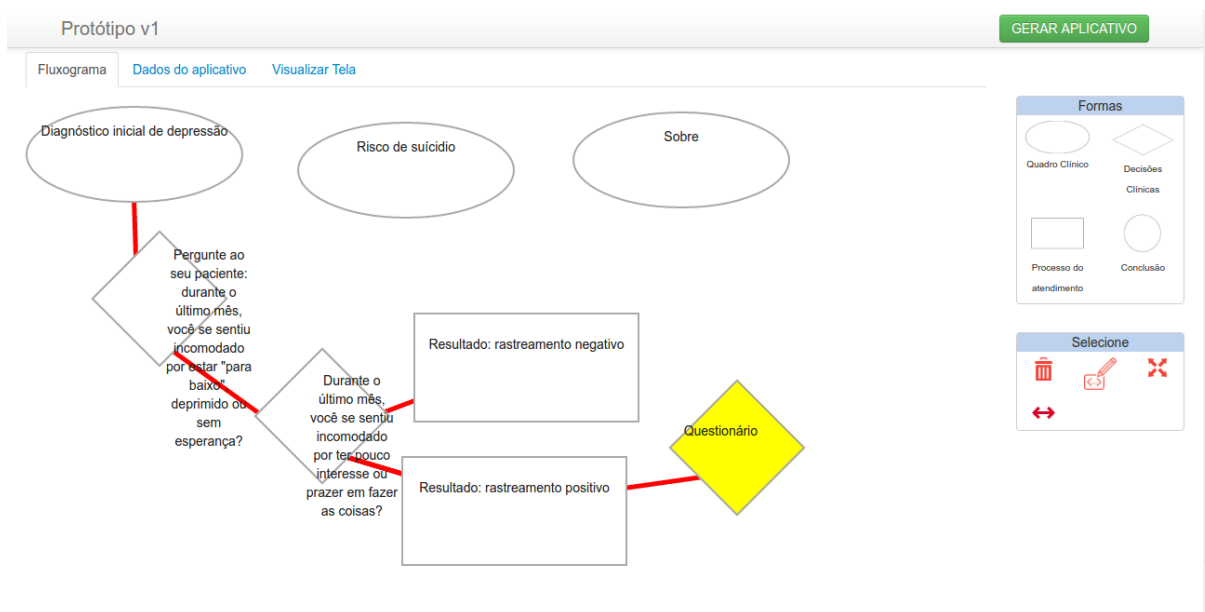 Protótipo v1
GERAR APLICATIVO
Fluxograma
Dados do aplicativo
Visualizar Tela
Diagnóstico inicial de depressão
Risco de suícidio
Sobre
Pergunte ao
seu paciente:
durante o
último mês,
você se sentiu
incomodado
por estar "para
baixo",
deprimido ou
sem
esperança?
Durante o
último mês,
você se sentiu
incomodado
por ter pouco
interesse ou
prazer em fazer
as coisas?
Resultado: rastreamento negativo
Resultado: rastreamento positivo
Questionário
Formas
Quadro Clínico
Decisões
Clínicas
Processo do
atendimento
Conclusão
Selecione